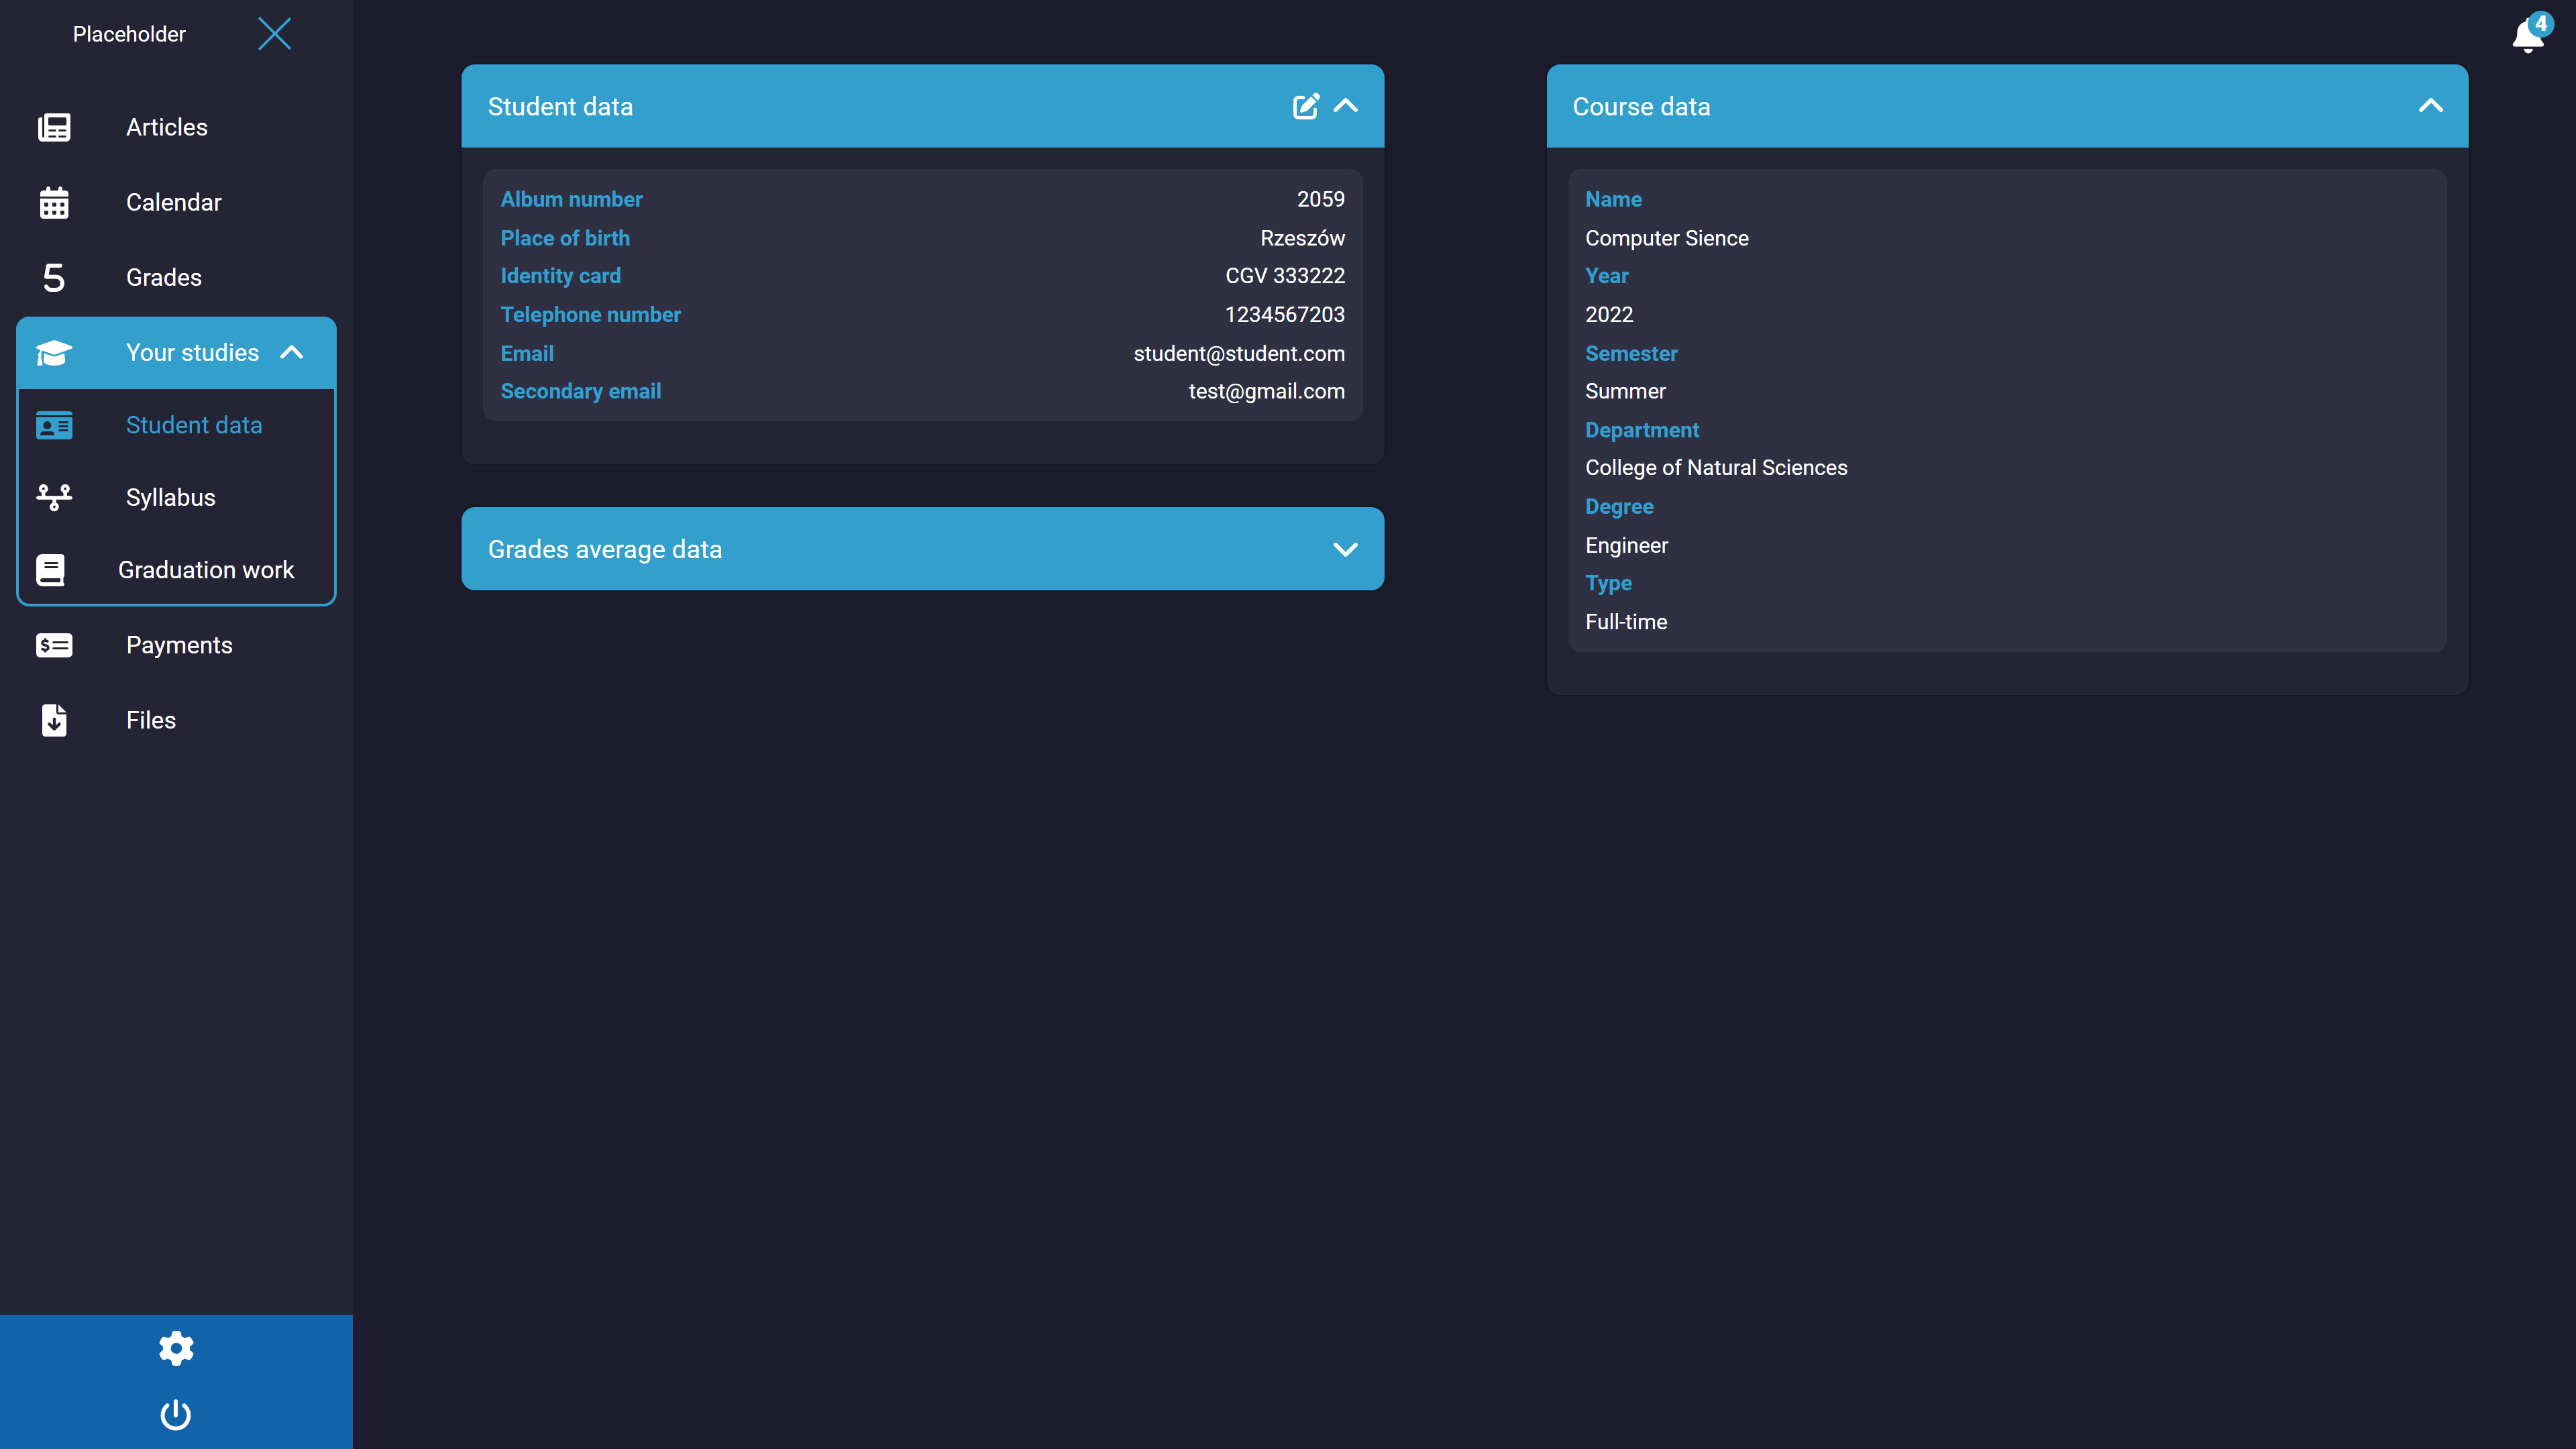 Placeholder
Articles
Calendar
5 Grades
Your studies
Student data
Syllabus
Graduation work
Payments
Files
4
Student data
Album number 2059
Place of birth Rzeszów
Identity card CGV 333222
Telephone number 1234567203
Email student@student.com
Secondary email test@gmail.com
Grades average data
Course data
Name
Computer Sience
Year
2022
Semester
Summer
Department
College of Natural Sciences
Degree
Engineer
Type
Full-time